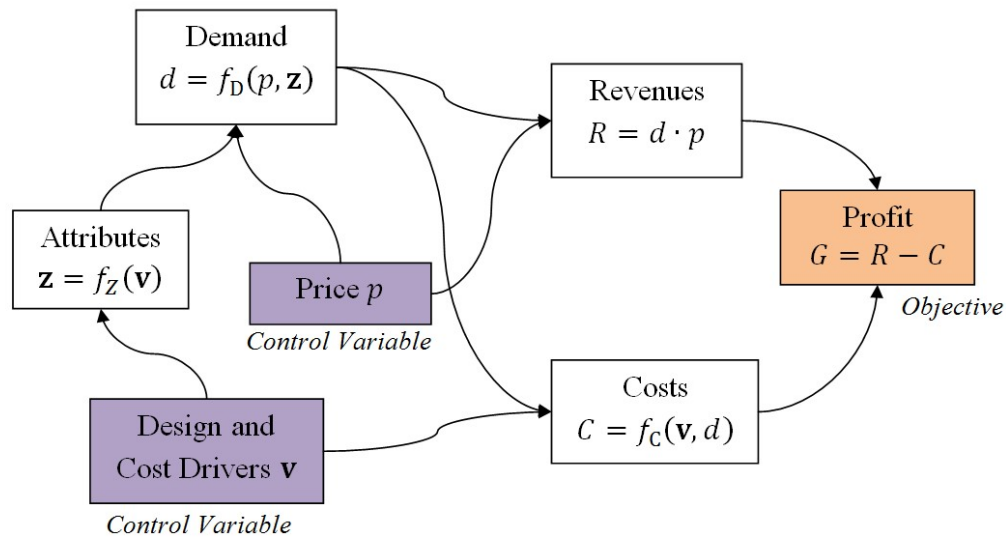 Demand
d = f_D(p, z)
Revenues
R = d · p
Attributes
z = f_Z(v)
Price p
Control Variable
Profit
G = R − C
Objective
Design and
Cost Drivers v
Control Variable
Costs
C = f_C(v, d)